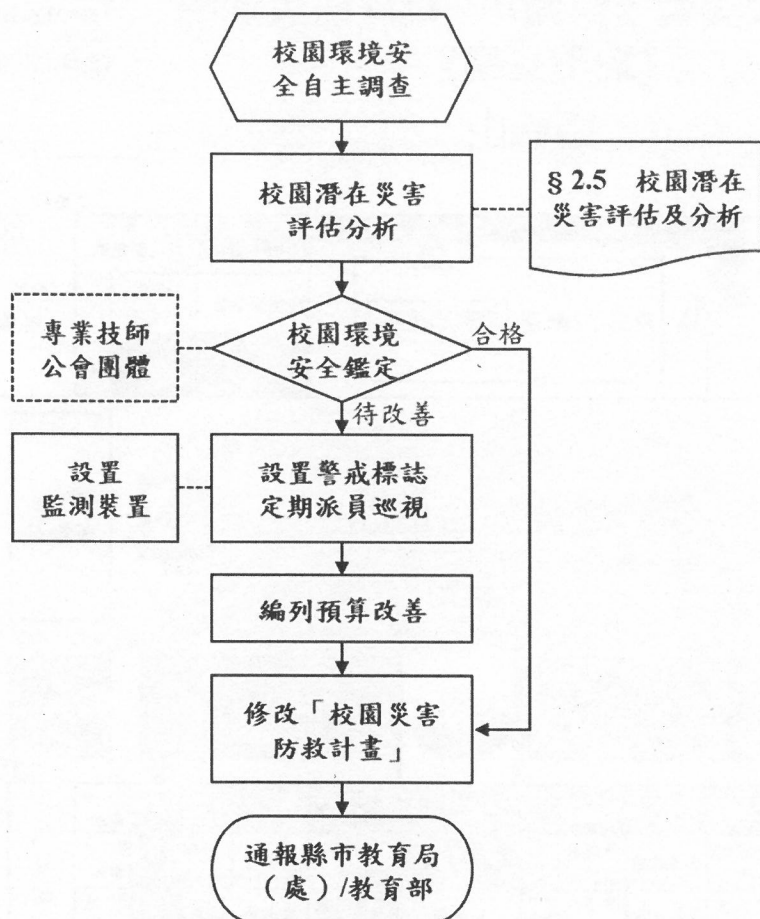 校園環境安
全自主調查
校園潛在災害
評估分析
§ 2.5 校園潛在
災害評估及分析
專業技師
公會團體
校園環境
安全鑑定
合格
待改善
設置
監測裝置
設置警戒標誌
定期派員巡視
編列預算改善
修改「校園災害
防救計畫」
通報縣市教育局
（處）/教育部